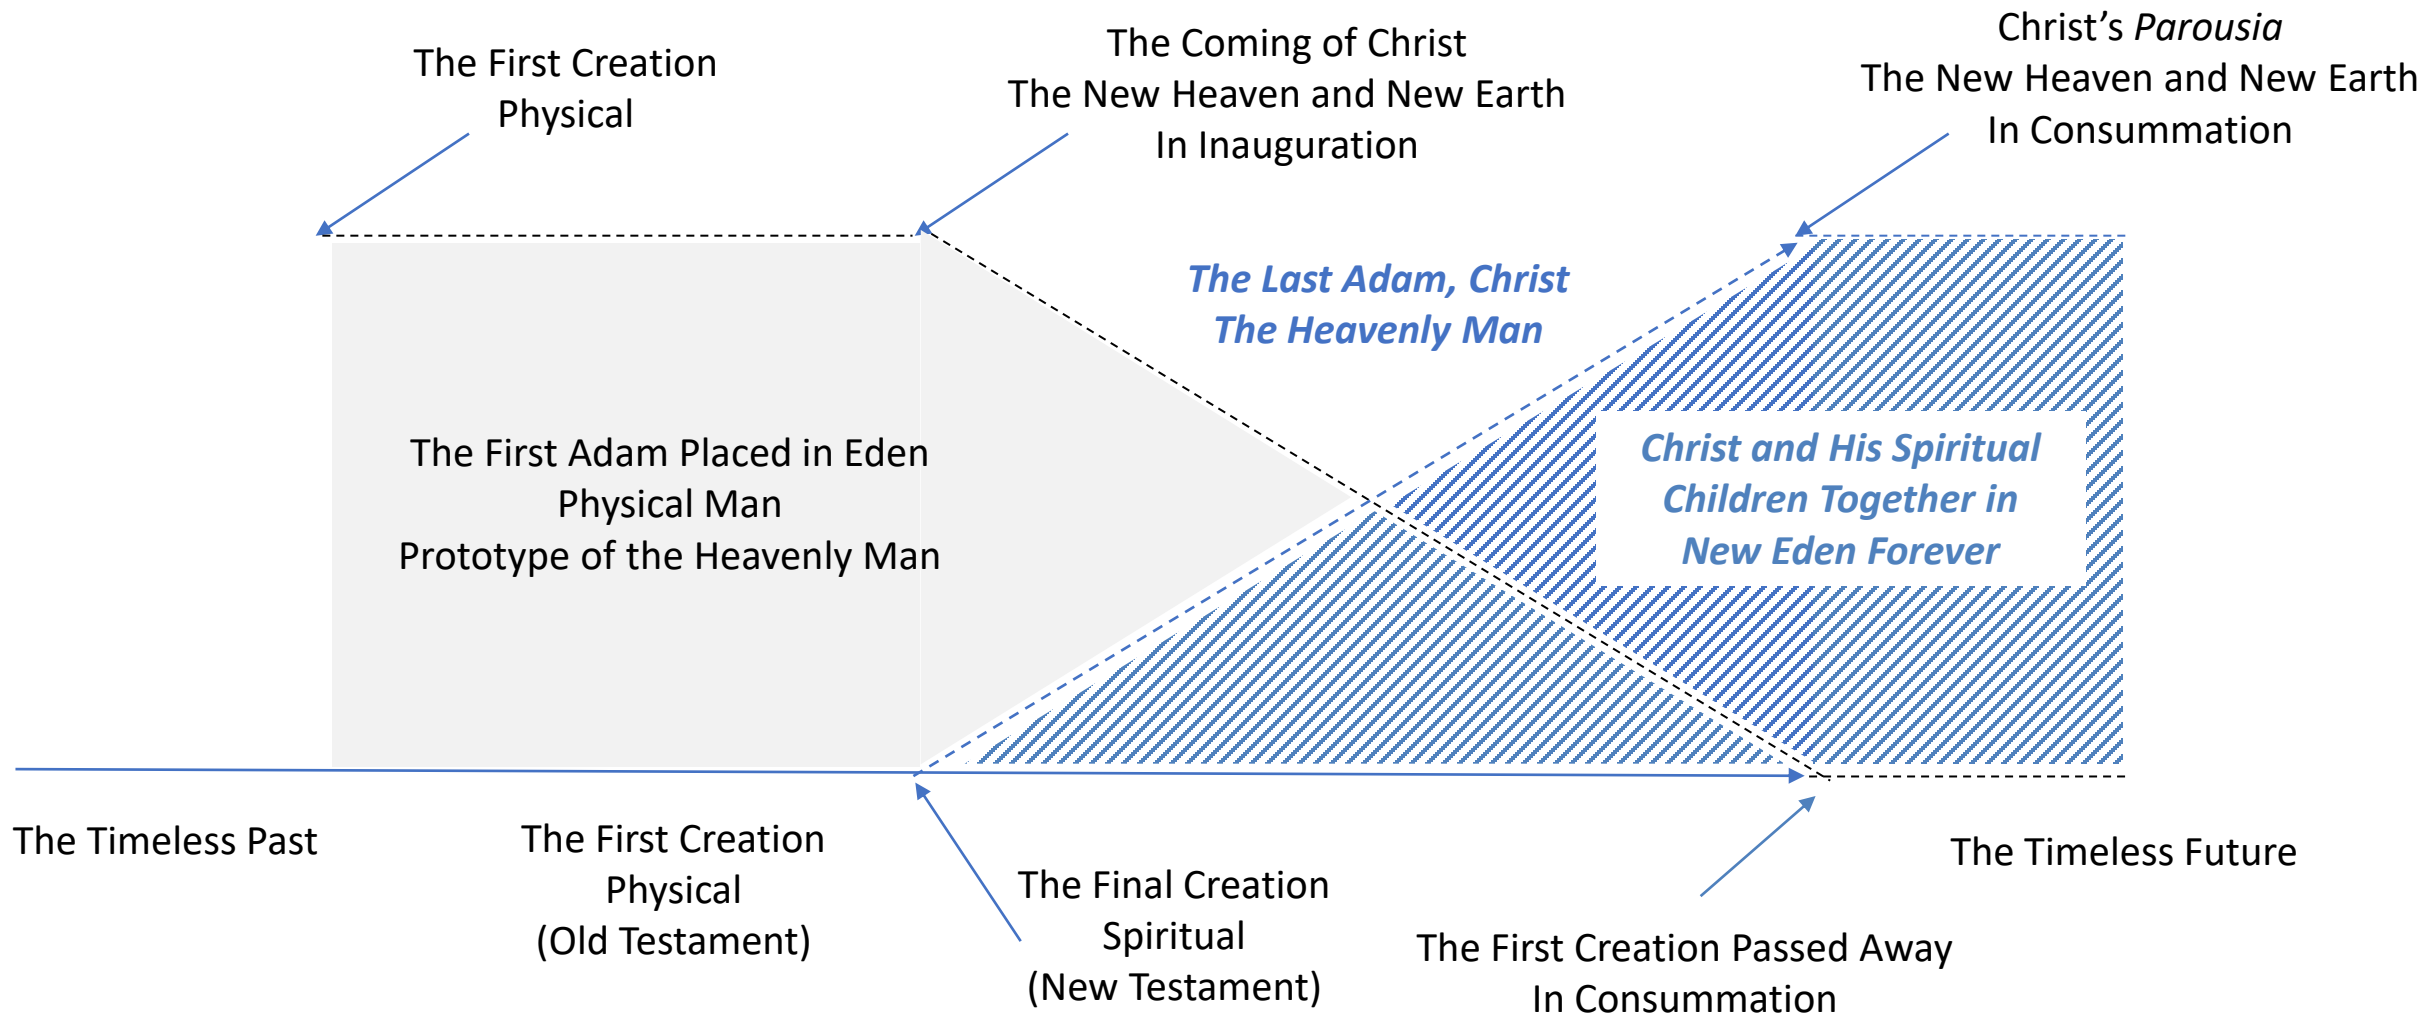 The First Creation
Physical
The Coming of Christ
The New Heaven and New Earth
In Inauguration
Christ’s Parousia
The New Heaven and New Earth
In Consummation
The Last Adam, Christ
The Heavenly Man
The First Adam Placed in Eden
Physical Man
Prototype of the Heavenly Man
Christ and His Spiritual
Children Together in
New Eden Forever
The Timeless Past
The First Creation
Physical
(Old Testament)
The Final Creation
Spiritual
(New Testament)
The First Creation Passed Away
In Consummation
The Timeless Future